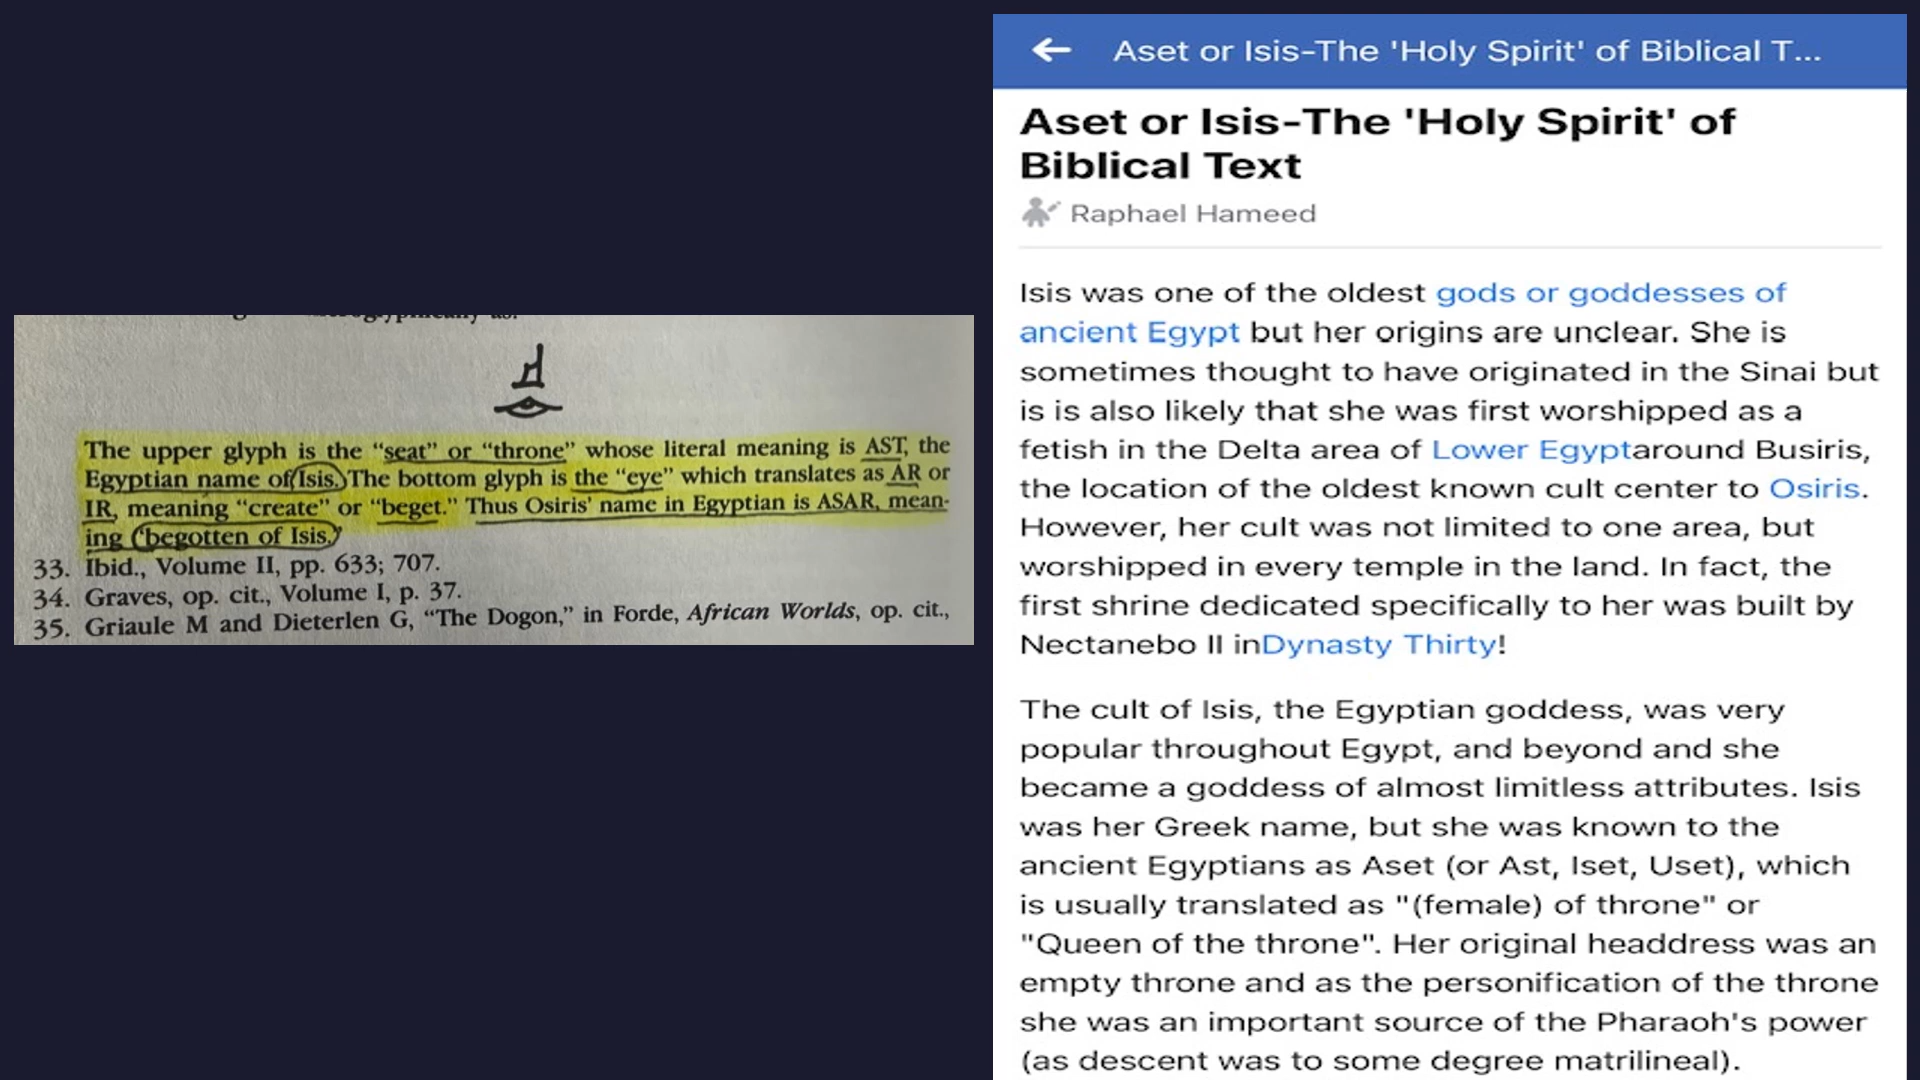 The upper glyph is the “seat” or “throne” whose literal meaning is AST, the
Egyptian name of Isis. The bottom glyph is the “eye” which translates as AR or
IR, meaning “create” or “beget.” Thus Osiris’ name in Egyptian is ASAR, mean-
ing “begotten of Isis.”
33. Ibid., Volume II, pp. 633; 707.
34. Graves, op. cit., Volume I, p. 37.
35. Griaule M and Dieterlen G, “The Dogon,” in Forde, African Worlds, op. cit.,
Aset or Isis-The 'Holy Spirit' of Biblical T...
Aset or Isis-The 'Holy Spirit' of
Biblical Text
Raphael Hameed
Isis was one of the oldest gods or goddesses of
ancient Egypt but her origins are unclear. She is
sometimes thought to have originated in the Sinai but
is is also likely that she was first worshipped as a
fetish in the Delta area of Lower Egyptaround Busiris,
the location of the oldest known cult center to Osiris.
However, her cult was not limited to one area, but
worshipped in every temple in the land. In fact, the
first shrine dedicated specifically to her was built by
Nectanebo II inDynasty Thirty!
The cult of Isis, the Egyptian goddess, was very
popular throughout Egypt, and beyond and she
became a goddess of almost limitless attributes. Isis
was her Greek name, but she was known to the
ancient Egyptians as Aset (or Ast, Iset, Uset), which
is usually translated as "(female) of throne" or
"Queen of the throne". Her original headdress was an
empty throne and as the personification of the throne
she was an important source of the Pharaoh's power
(as descent was to some degree matrilineal).